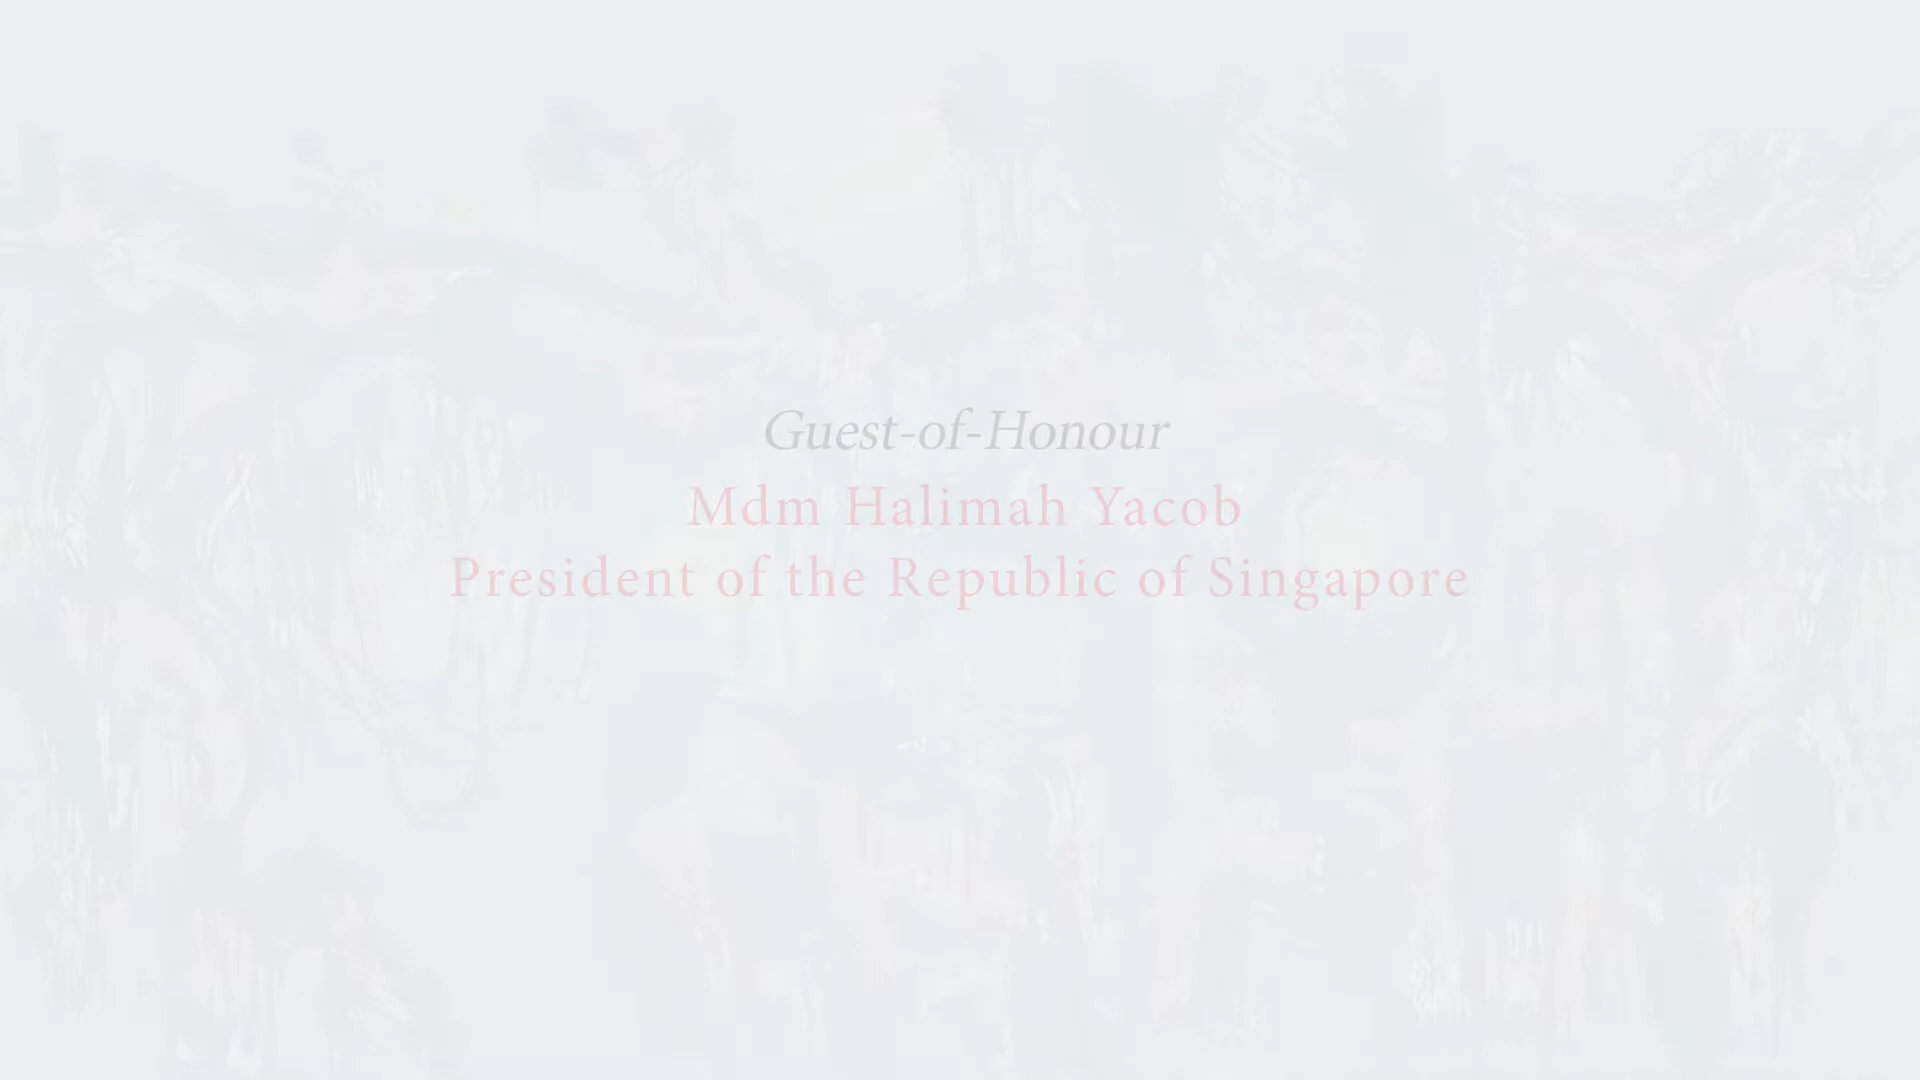 Guest-of-Honour
Mdm Halimah Yacob
President of the Republic of Singapore